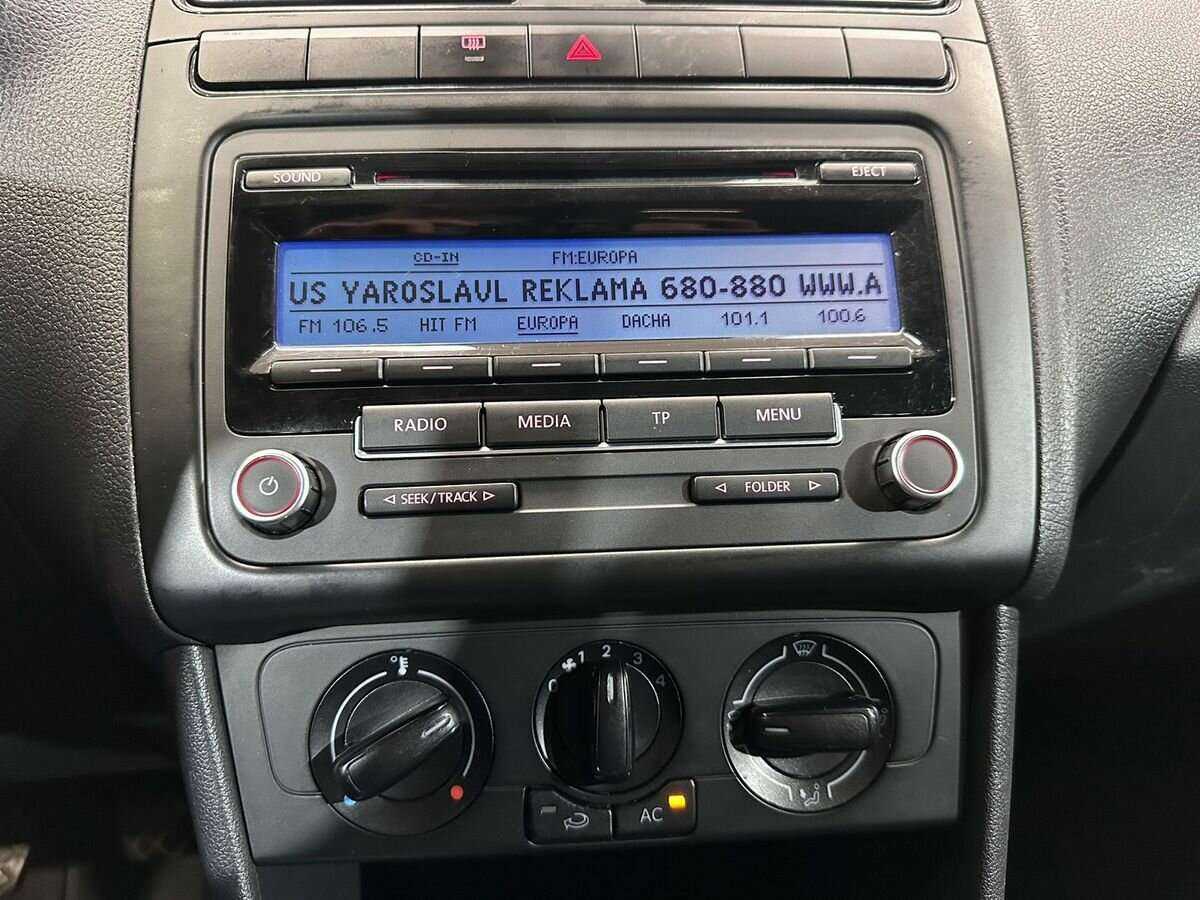 SOUND EJECT
CD-IN FM:EUROPA
US YAROSLAVL REKLAMA 680-880 WWW.A
FM 106.5 HIT FM EUROPA DACHA 101.1 100.6
RADIO MEDIA TP MENU
SEEK/TRACK FOLDER
0 1 2 3 4
AC